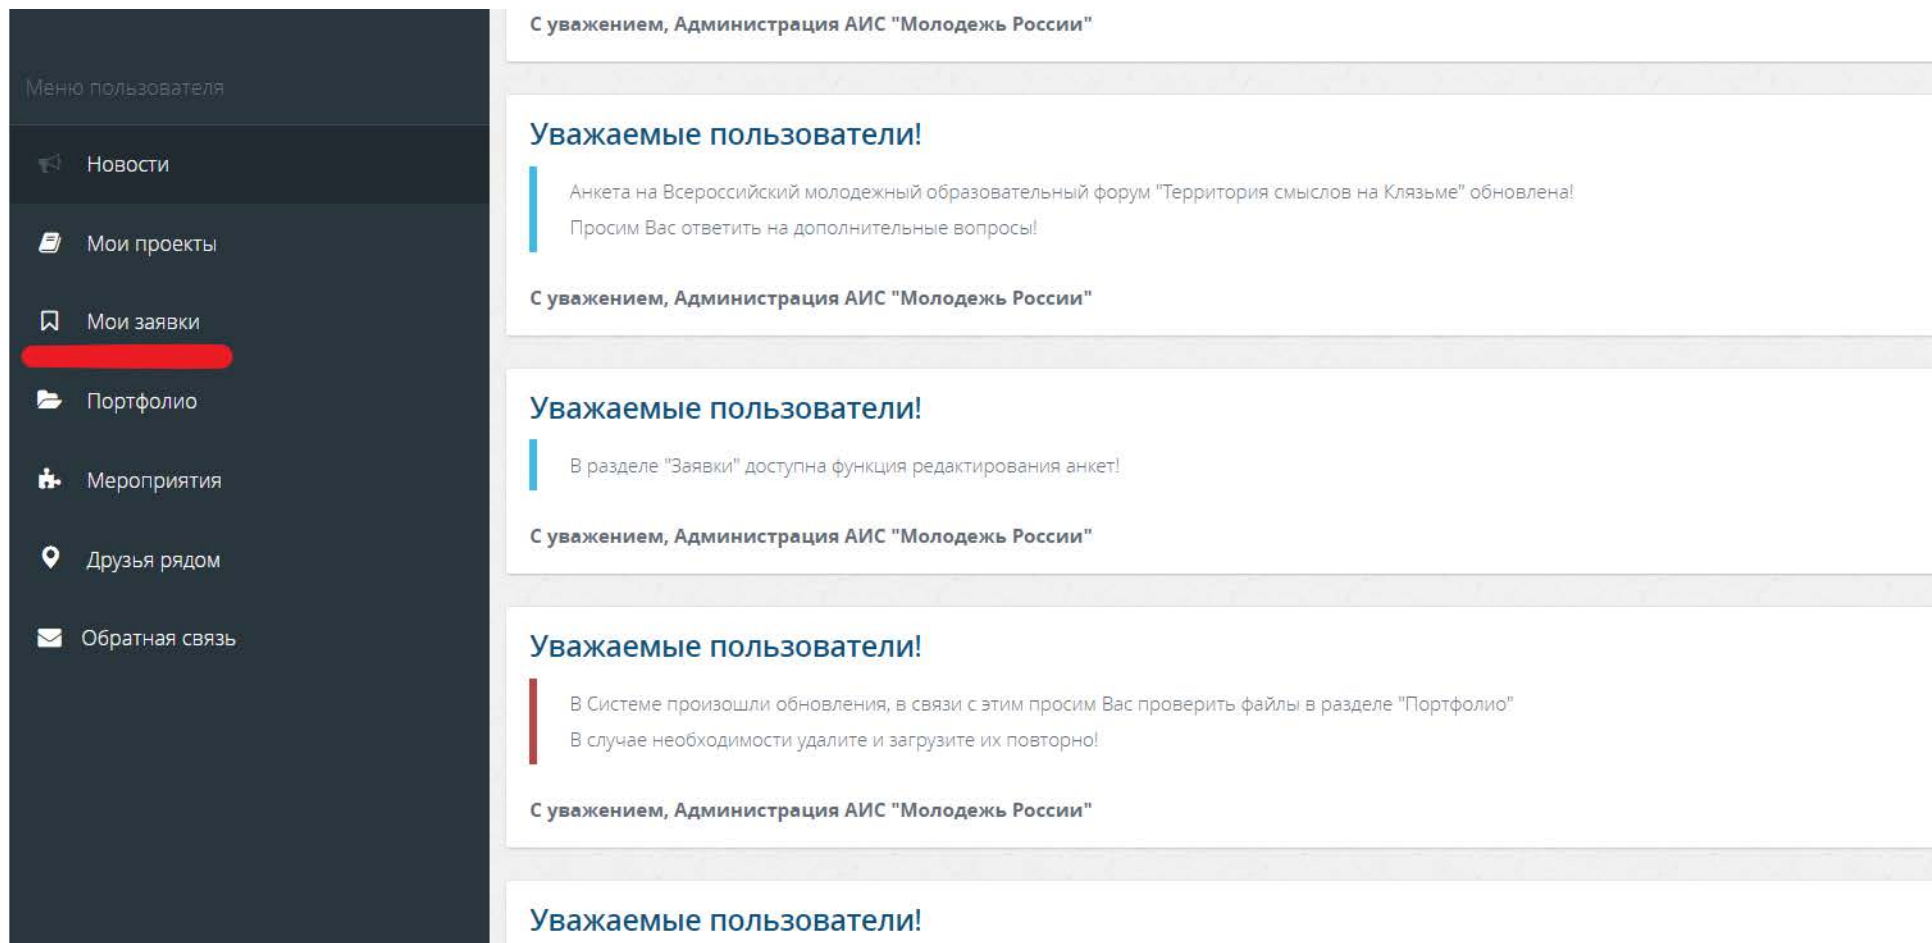 Меню пользователя
Новости
Мои проекты
Мои заявки
Портфолио
Мероприятия
Друзья рядом
Обратная связь
С уважением, Администрация АИС "Молодежь России"
Уважаемые пользователи!
Анкета на Всероссийский молодежный образовательный форум "Территория смыслов на Клязьме" обновлена!
Просим Вас ответить на дополнительные вопросы!
С уважением, Администрация АИС "Молодежь России"
Уважаемые пользователи!
В разделе "Заявки" доступна функция редактирования анкет!
С уважением, Администрация АИС "Молодежь России"
Уважаемые пользователи!
В Системе произошли обновления, в связи с этим просим Вас проверить файлы в разделе "Портфолио"
В случае необходимости удалите и загрузите их повторно!
С уважением, Администрация АИС "Молодежь России"
Уважаемые пользователи!